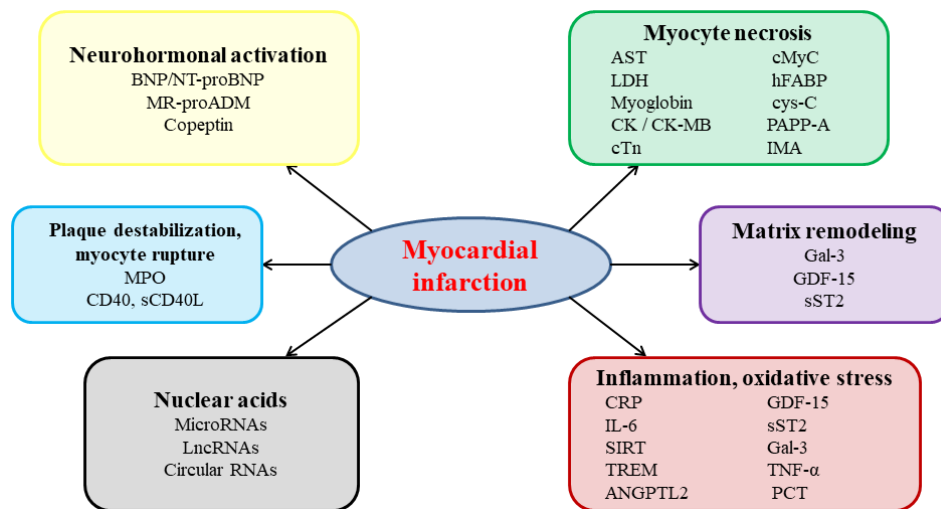 Neurohormonal activation
BNP/NT-proBNP
MR-proADM
Copeptin
Myocyte necrosis
AST cMyC
LDH hFABP
Myoglobin cys-C
CK / CK-MB PAPP-A
cTn IMA
Plaque destabilization,
myocyte rupture
MPO
CD40, sCD40L
Myocardial
infarction
Matrix remodeling
Gal-3
GDF-15
sST2
Nuclear acids
MicroRNAs
LncRNAs
Circular RNAs
Inflammation, oxidative stress
CRP GDF-15
IL-6 sST2
SIRT Gal-3
TREM TNF-α
ANGPTL2 PCT